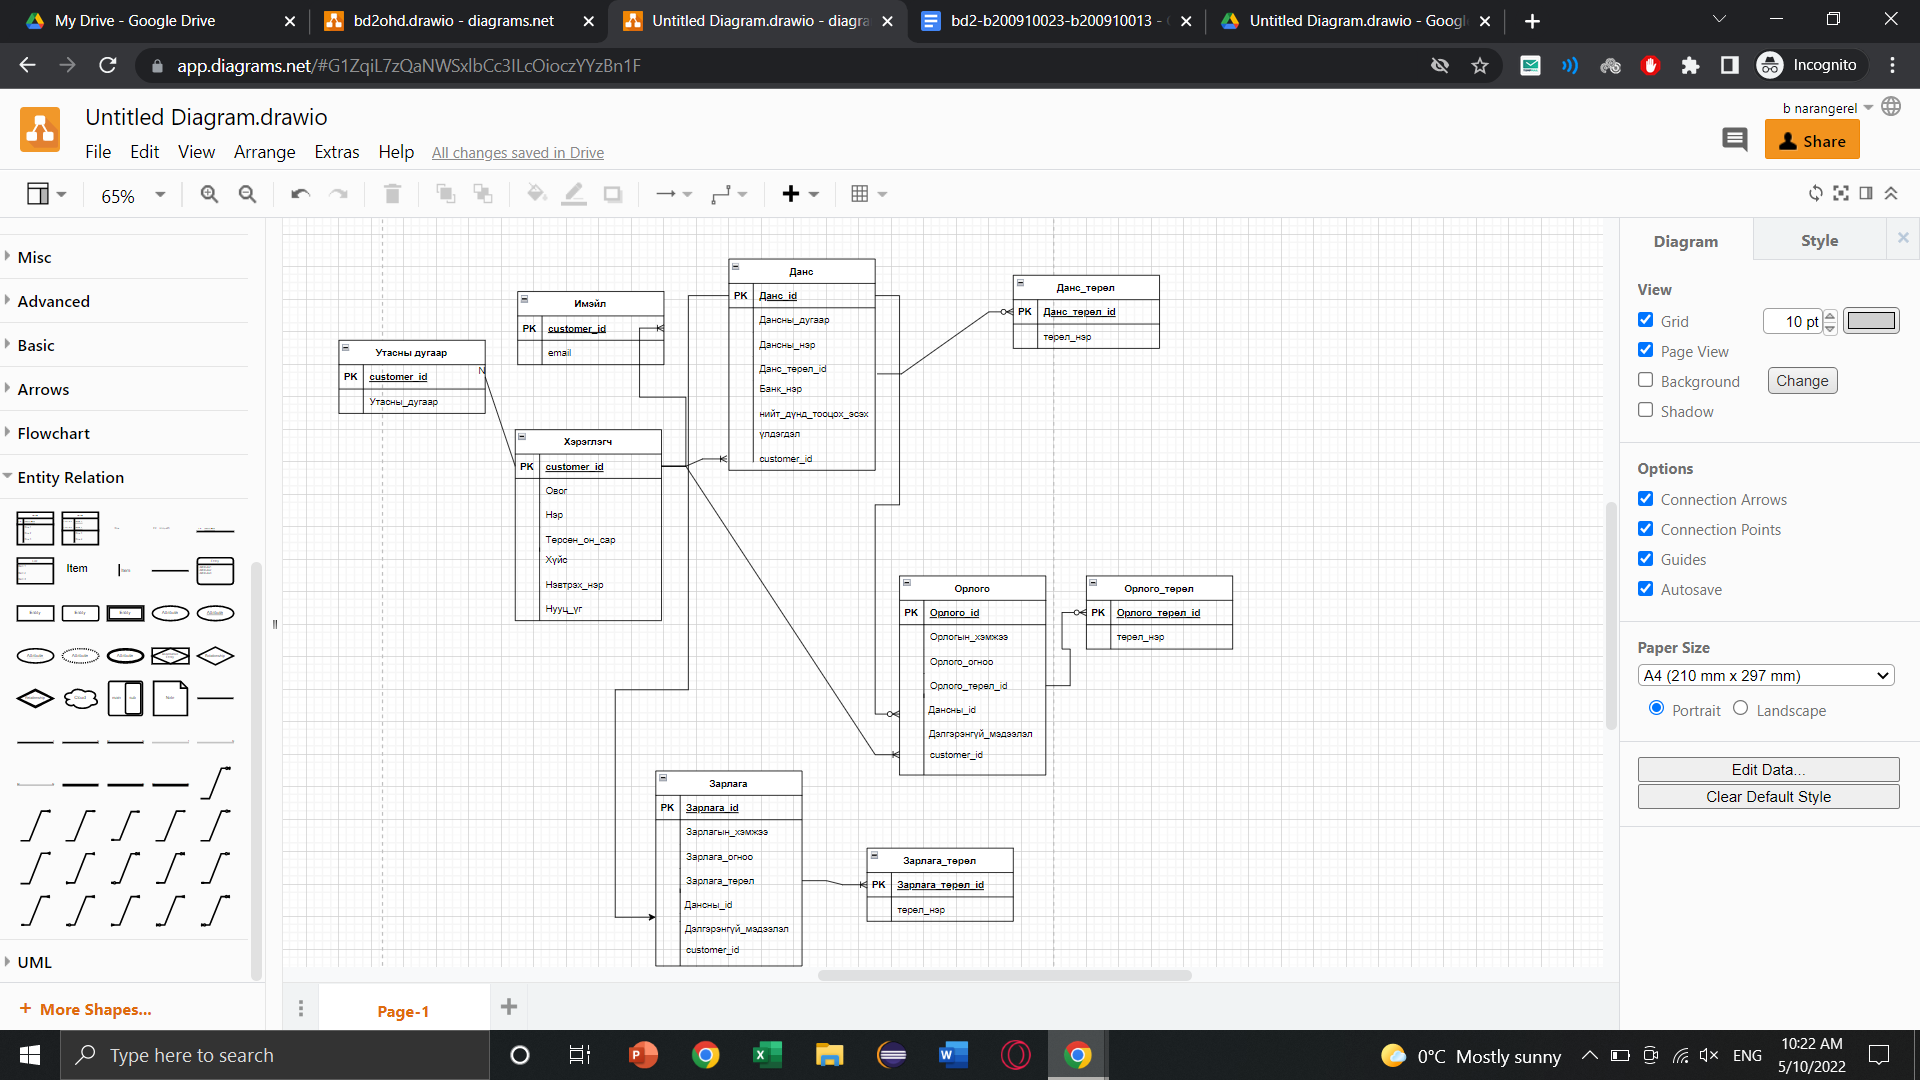 My Drive - Google Drive
bd2ohd.drawio - diagrams.net
Untitled Diagram.drawio - diagra
bd2-b200910023-b200910013 -
Untitled Diagram.drawio - Googl
app.diagrams.net/#G1ZqiL7zQaNWSxlbCc3ILcOioczYYzBn1F
Incognito
Untitled Diagram.drawio
b narangerel
File Edit View Arrange Extras Help All changes saved in Drive
Share
65%
Misc
Advanced
Basic
Arrows
Flowchart
Entity Relation
Item
UML
+ More Shapes...
Данс
PK Данс_id
Дансны_дугаар
Дансны_нэр
Данс_төрөл_id
Банк_нэр
нийт_дүнд_тооцох_эсэх
үлдэгдэл
customer_id
Данс_төрөл
PK Данс_төрөл_id
төрөл_нэр
Имэйл
PK customer_id
email
Утасны дугаар
PK customer_id
N
Утасны_дугаар
Хэрэглэгч
PK customer_id
Овог
Нэр
Төрсөн_он_сар
Хүйс
Нэвтрэх_нэр
Нууц_үг
Орлого
PK Орлого_id
Орлогын_хэмжээ
Орлого_огноо
Орлого_төрөл_id
Дансны_id
Дэлгэрэнгүй_мэдээлэл
customer_id
Орлого_төрөл
PK Орлого_төрөл_id
төрөл_нэр
Зарлага
PK Зарлага_id
Зарлагын_хэмжээ
Зарлага_огноо
Зарлага_төрөл
Дансны_id
Дэлгэрэнгүй_мэдээлэл
customer_id
Зарлага_төрөл
PK Зарлага_төрөл_id
төрөл_нэр
Page-1
Diagram Style
View
Grid 10 pt
Page View
Background Change
Shadow
Options
Connection Arrows
Connection Points
Guides
Autosave
Paper Size
A4 (210 mm x 297 mm)
Portrait Landscape
Edit Data...
Clear Default Style
Type here to search
0°C Mostly sunny
ENG
10:22 AM
5/10/2022